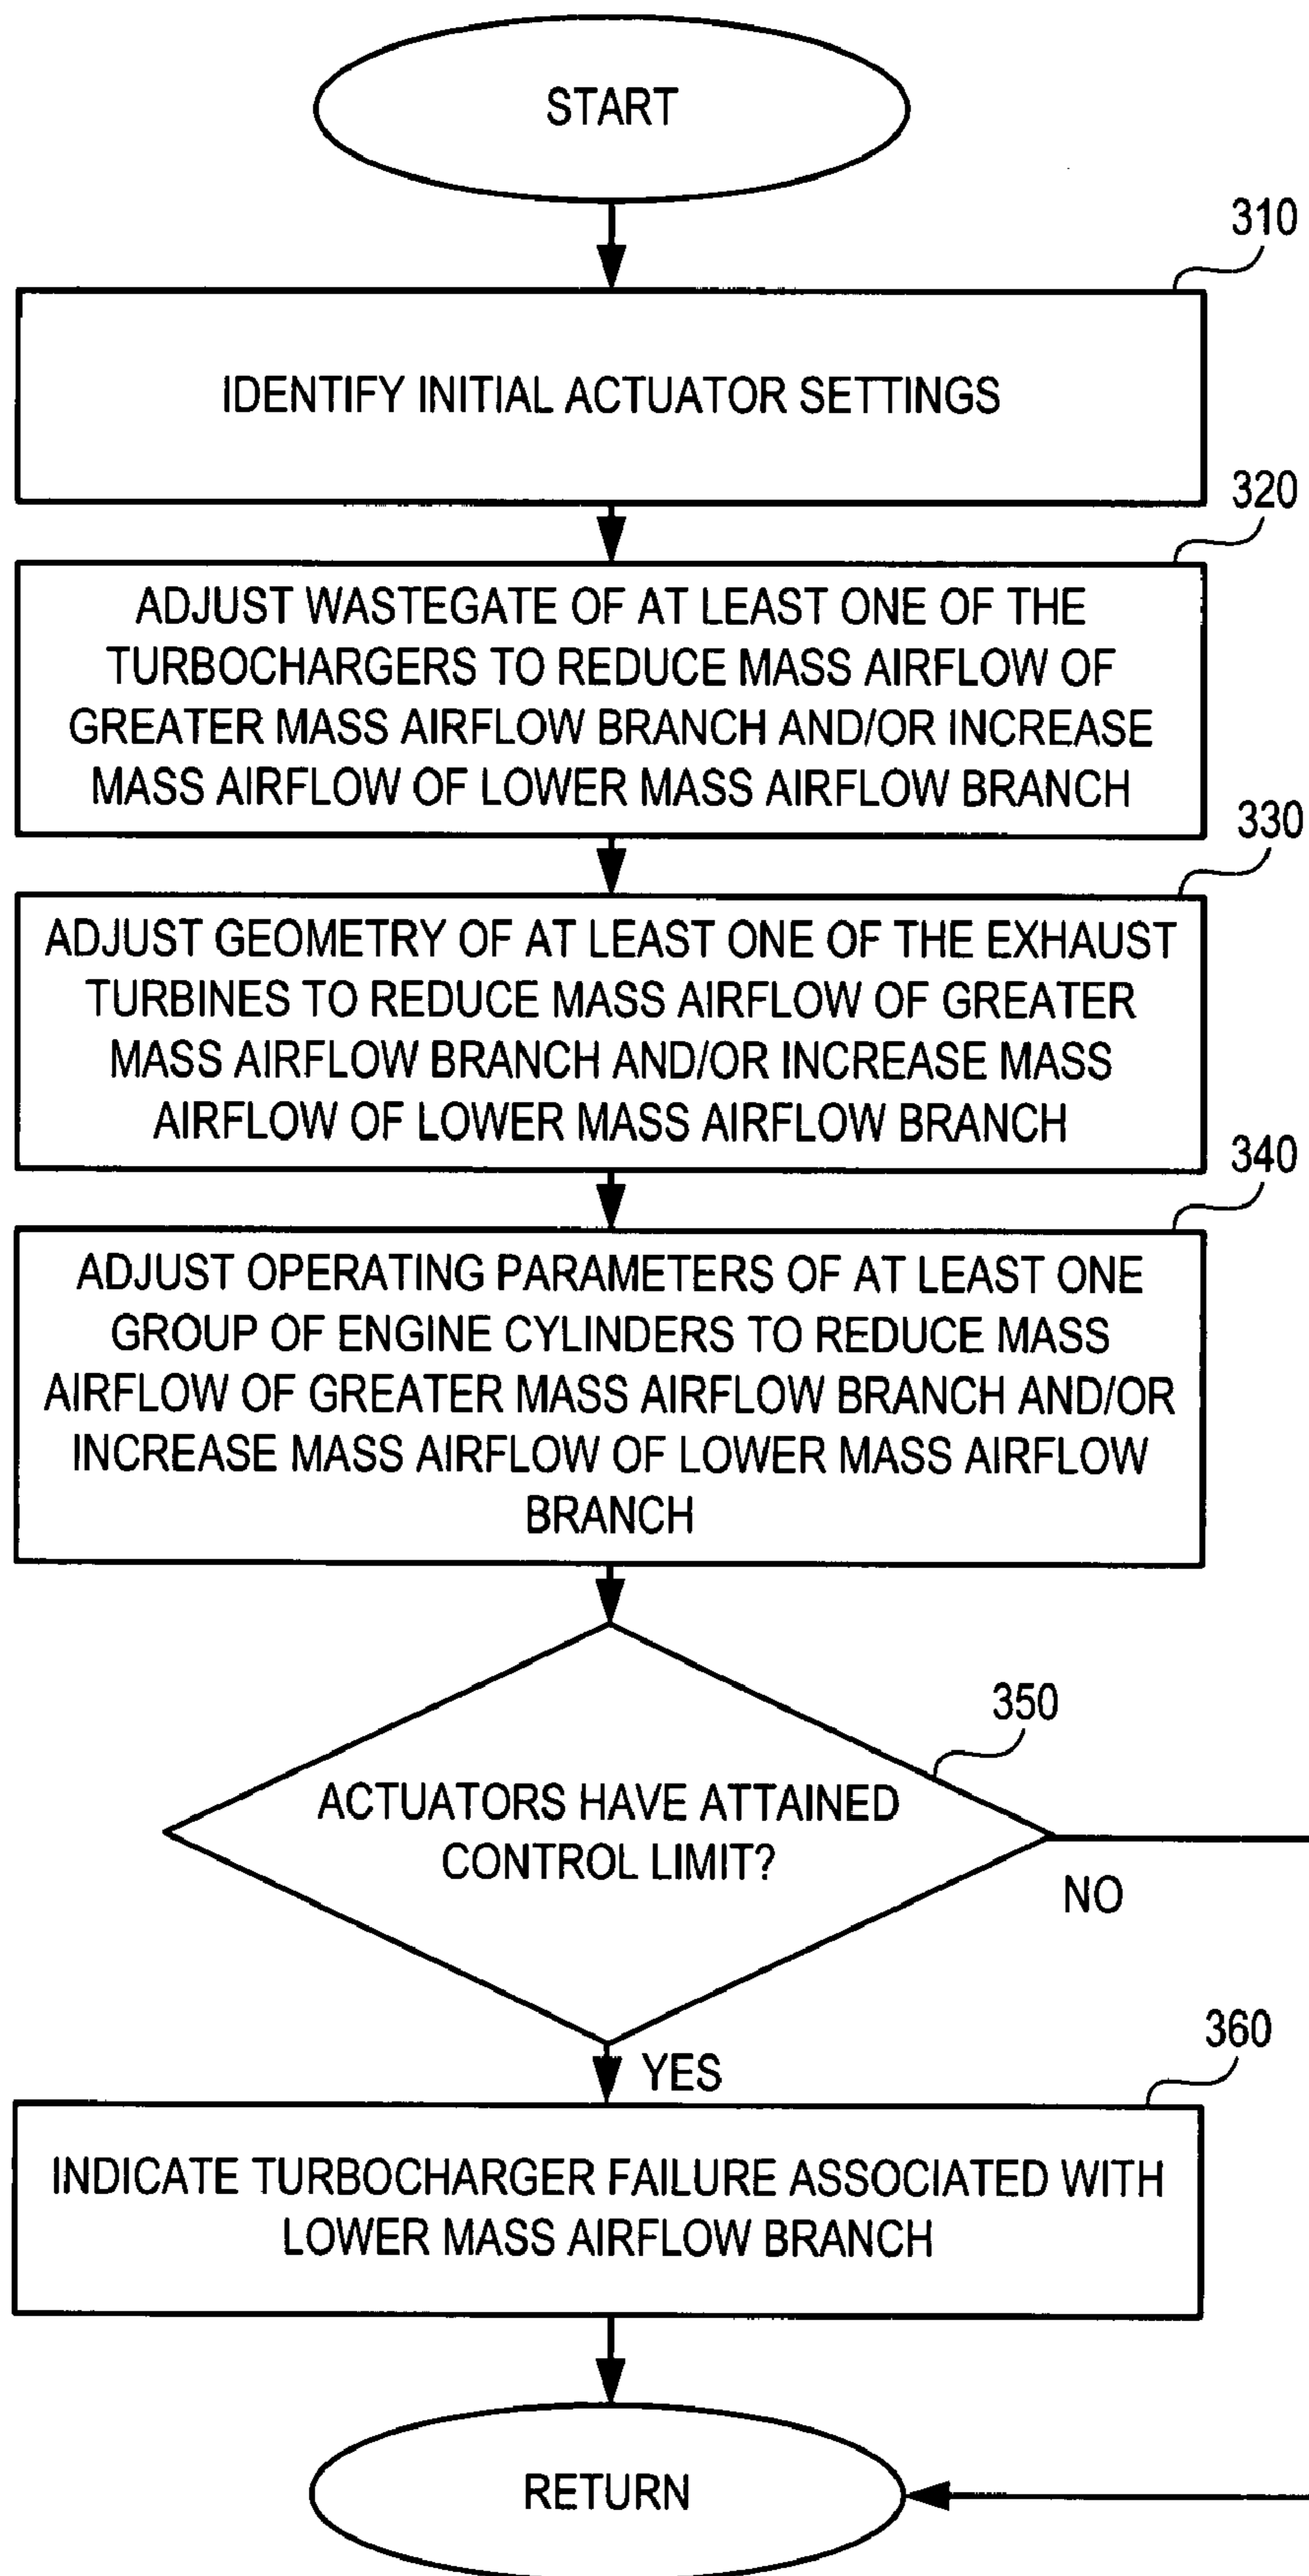 START
310
IDENTIFY INITIAL ACTUATOR SETTINGS
320
ADJUST WASTEGATE OF AT LEAST ONE OF THE
TURBOCHARGERS TO REDUCE MASS AIRFLOW OF
GREATER MASS AIRFLOW BRANCH AND/OR INCREASE
MASS AIRFLOW OF LOWER MASS AIRFLOW BRANCH
330
ADJUST GEOMETRY OF AT LEAST ONE OF THE EXHAUST
TURBINES TO REDUCE MASS AIRFLOW OF GREATER
MASS AIRFLOW BRANCH AND/OR INCREASE MASS
AIRFLOW OF LOWER MASS AIRFLOW BRANCH
340
ADJUST OPERATING PARAMETERS OF AT LEAST ONE
GROUP OF ENGINE CYLINDERS TO REDUCE MASS
AIRFLOW OF GREATER MASS AIRFLOW BRANCH AND/OR
INCREASE MASS AIRFLOW OF LOWER MASS AIRFLOW
BRANCH
350
ACTUATORS HAVE ATTAINED
CONTROL LIMIT?
NO
YES
360
INDICATE TURBOCHARGER FAILURE ASSOCIATED WITH
LOWER MASS AIRFLOW BRANCH
RETURN